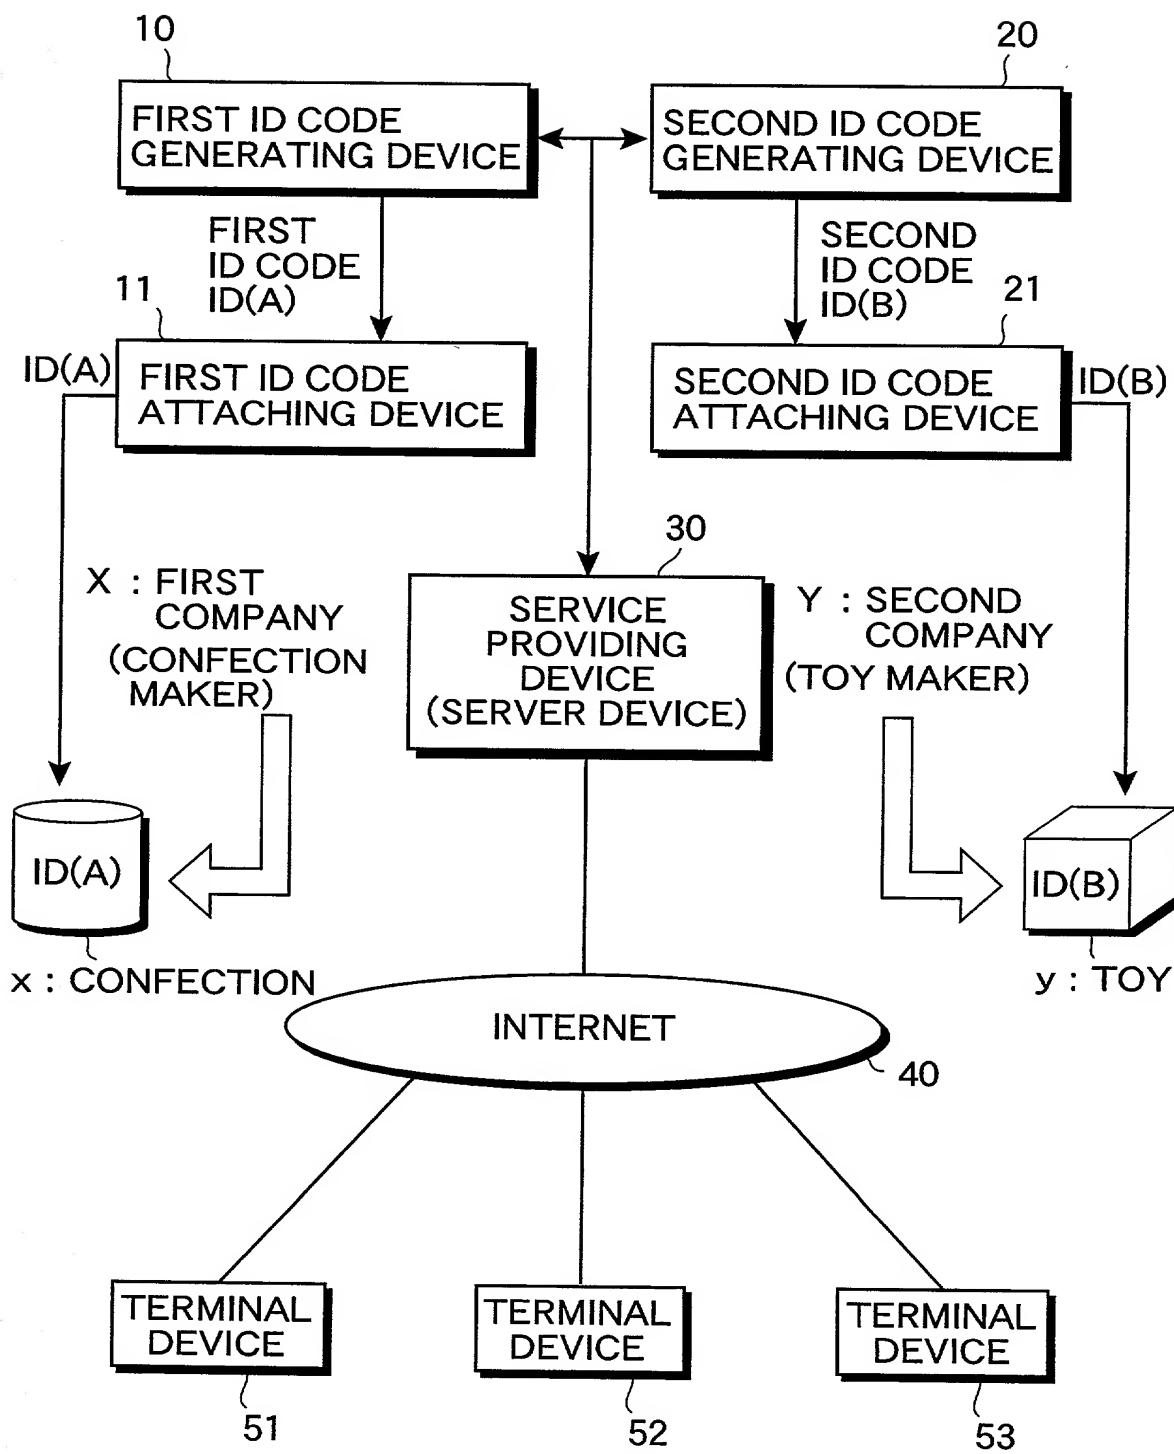 10
20
FIRST ID CODE
GENERATING DEVICE
SECOND ID CODE
GENERATING DEVICE
FIRST
ID CODE
ID(A)
SECOND
ID CODE
ID(B)
11
21
ID(A)
FIRST ID CODE
ATTACHING DEVICE
SECOND ID CODE
ATTACHING DEVICE
ID(B)
30
X : FIRST
COMPANY
(CONFECTION
MAKER)
SERVICE
PROVIDING
DEVICE
(SERVER DEVICE)
Y : SECOND
COMPANY
(TOY MAKER)
ID(A)
ID(B)
x : CONFECTION
y : TOY
INTERNET
40
TERMINAL
DEVICE
TERMINAL
DEVICE
TERMINAL
DEVICE
51
52
53